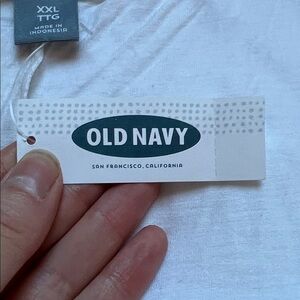 XXL
TTG
MADE IN
INDONESIA
OLD NAVY
SAN FRANCISCO, CALIFORNIA